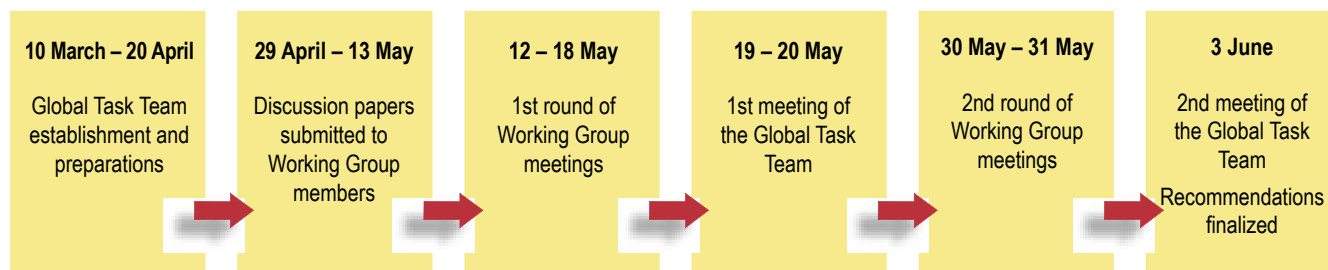 10 March – 20 April
Global Task Team
establishment and
preparations
29 April – 13 May
Discussion papers
submitted to
Working Group
members
12 – 18 May
1st round of
Working Group
meetings
19 – 20 May
1st meeting of
the Global Task
Team
30 May – 31 May
2nd round of
Working Group
meetings
3 June
2nd meeting of
the Global Task
Team
Recommendations
finalized